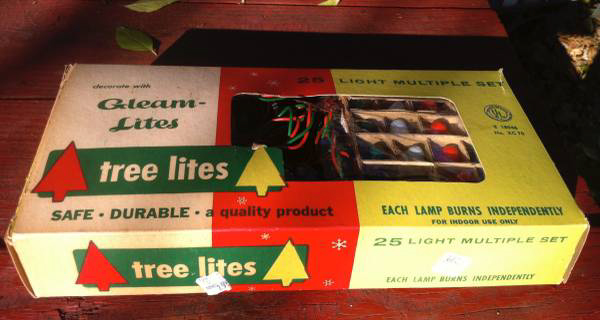 decorate with
Gleam-
Lites
tree lites
SAFE • DURABLE • a quality product
25 LIGHT MULTIPLE SET
UL
EACH LAMP BURNS INDEPENDENTLY
FOR INDOOR USE ONLY
tree lites
25 LIGHT MULTIPLE SET
EACH LAMP BURNS INDEPENDENTLY